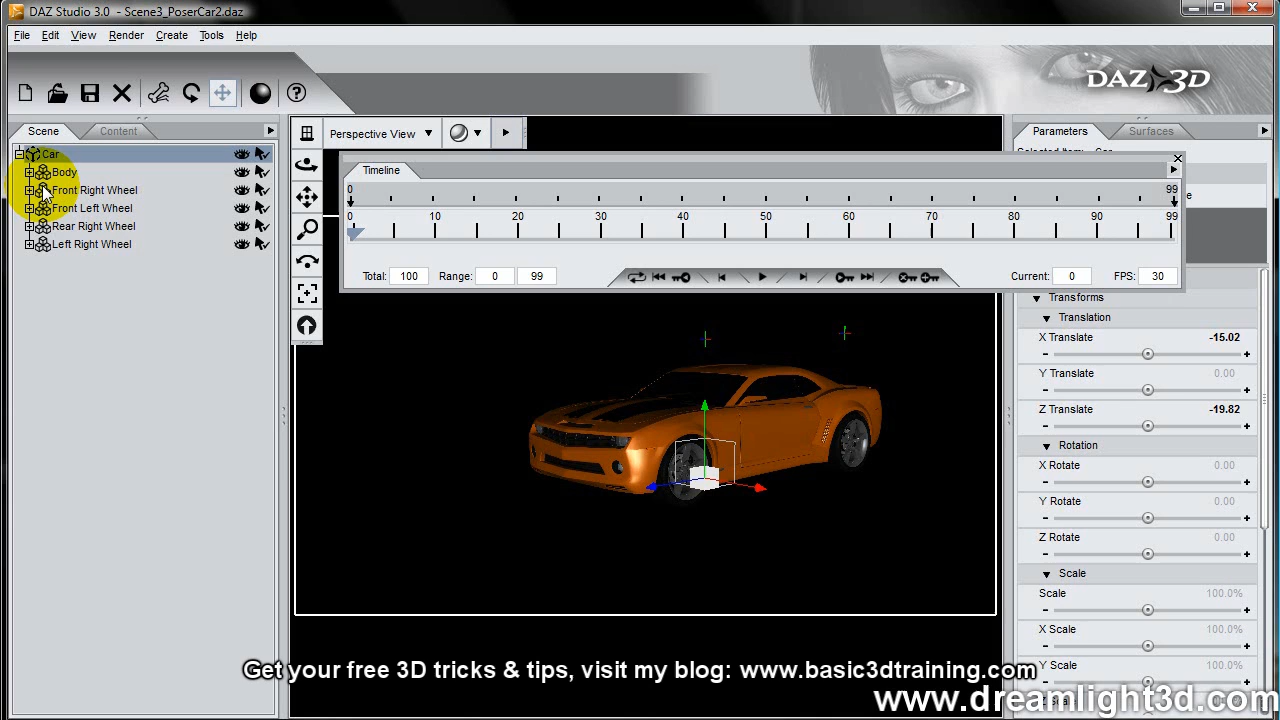 DAZ Studio 3.0 - Scene3_PoserCar2.daz
File Edit View Render Create Tools Help
DAZ 3D
Scene Content
Perspective View
Parameters Surfaces
Car
Body
Front Right Wheel
Front Left Wheel
Rear Right Wheel
Left Right Wheel
Timeline
0 99
0 10 20 30 40 50 60 70 80 90 99
Total: 100 Range: 0 99 Current: 0 FPS: 30
Transforms
Translation
X Translate -15.02
Y Translate 0.00
Z Translate -19.82
Rotation
X Rotate 0.00
Y Rotate 0.00
Z Rotate 0.00
Scale
Scale 100.0%
X Scale 100.0%
Y Scale 100.0%
Get your free 3D tricks & tips, visit my blog: www.basic3dtraining.com
www.dreamlight3d.com